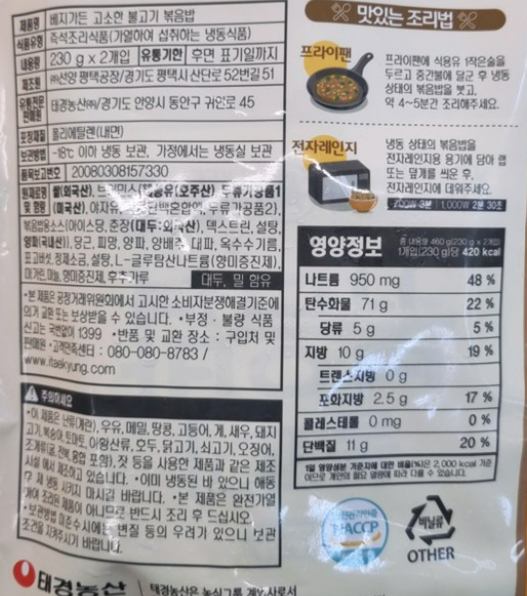 제품명 베지가든 고소한 불고기 볶음밥
식품유형 즉석조리식품(가열하여 섭취하는 냉동식품)
내용량 230 g x 2개입 유통기한 후면 표기일까지
제조원 ㈜선양 평택공장/경기도 평택시 산단로 52번길 51
유통전문판매원 태경농산㈜/경기도 안양시 동안구 귀인로 45
포장재질 폴리에틸렌(내면)
보관방법 -18℃ 이하 냉동 보관, 가정에서는 냉동실 보관
품목보고번호 20080308157330
원재료명 및 함량 쌀(국산),
(미국산), 야자유, 두류가공품2),
볶음밥용소스(아이스당, 춘장(대두:외국산), 덱스트린, 설탕,
양파(국내산)), 당근, 피망, 양파, 양배추, 대파, 옥수수기름,
표고버섯, 정제소금, 설탕, L-글루탐산나트륨(향미증진제),
마가린, 마늘, 향미증진제, 후추가루
대두, 밀 함유
•본 제품은 공정거래위원회에서 고시한 소비자분쟁해결기준에
의거 교환 또는 보상받을 수 있습니다. •부정·불량 식품
신고는 국번없이 1399 •반품 및 교환 장소 : 구입처 및
판매원 •고객만족센터 : 080-080-8783 /
www.itaekyung.com
주의하세요
•이 제품은 난류(계란), 우유, 메밀, 땅콩, 고등어, 게, 새우, 돼지
고기, 복숭아, 토마토, 아황산류, 호두, 닭고기, 쇠고기, 오징어,
조개류(굴, 전복, 홍합 포함), 잣 등을 사용한 제품과 같은 제조
시설에서 제조하고 있습니다. •이미 냉동된 바 있으니 해동
후 재 냉동 시키지 마시길 바랍니다. •본 제품은 완전가열
하여 조리된 제품이 아니므로 반드시 조리 후 드십시오.
•보관방법 미준수시에는 변질 등의 우려가 있으니 보관
조건을 지켜주시기 바랍니다.
태경농산 태경농산은 농심그룹 계열사로서
맛있는 조리법
프라이팬
프라이팬에 식용유 1작은술을
두르고 중간불에 달군 후 냉동
상태의 볶음밥을 붓고,
약 4~5분간 조리해주세요.
전자레인지
냉동 상태의 볶음밥을
전자레인지용 용기에 담아 랩
또는 덮개를 씌운 후,
전자레인지에 데워주세요.
700W 3분 1,000W 2분 30초
영양정보 총 내용량 460 g(230 g x 2개입)
1개입(230 g)당 420 kcal
나트륨 950 mg 48 %
탄수화물 71 g 22 %
당류 5 g 5 %
지방 10 g 19 %
트랜스지방 0 g
포화지방 2.5 g 17 %
콜레스테롤 0 mg 0 %
단백질 11 g 20 %
1일 영양성분 기준치에 대한 비율(%)은 2,000 kcal 기준
이므로 개인의 필요 열량에 따라 다를 수 있습니다.
HACCP
비닐류
OTHER